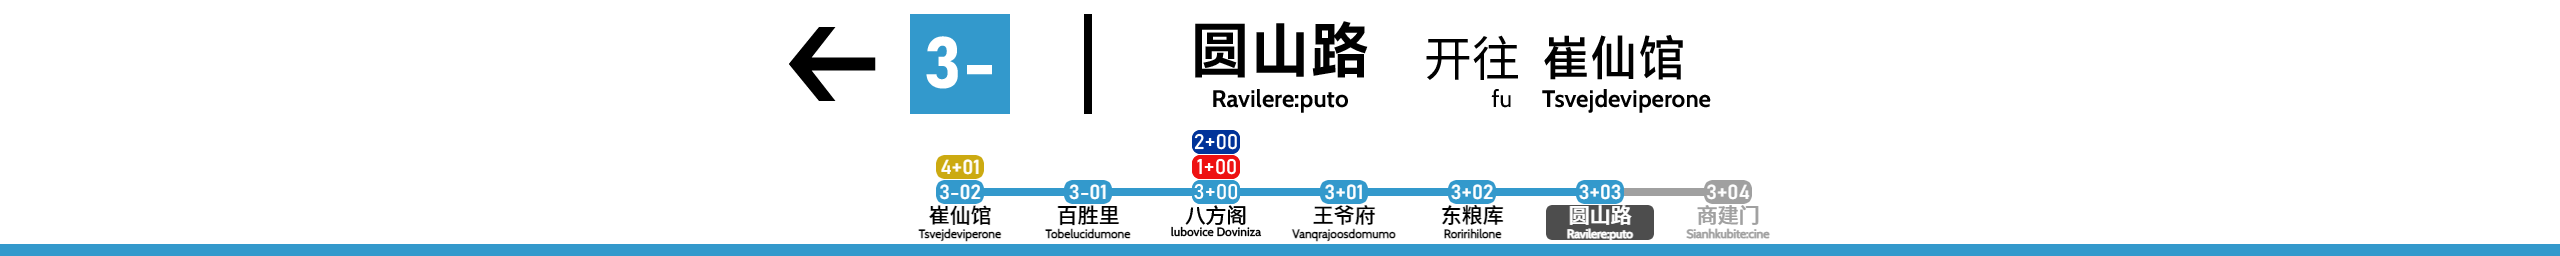 3-
圆山路 开往 崔仙馆
Ravilere:puto fu Tsvejdeviperone
2+00
4+01 1+00
3-02 3-01 3+00 3+01 3+02 3+03 3+04
崔仙馆 百胜里 八方阁 王爷府 东粮库 圆山路 商建门
Tsvejdeviperone Tobelucidumone lubovice Doviniza Vanqrajoosdomumo Roririhilone Ravilere:puto Sianhkubite:cine